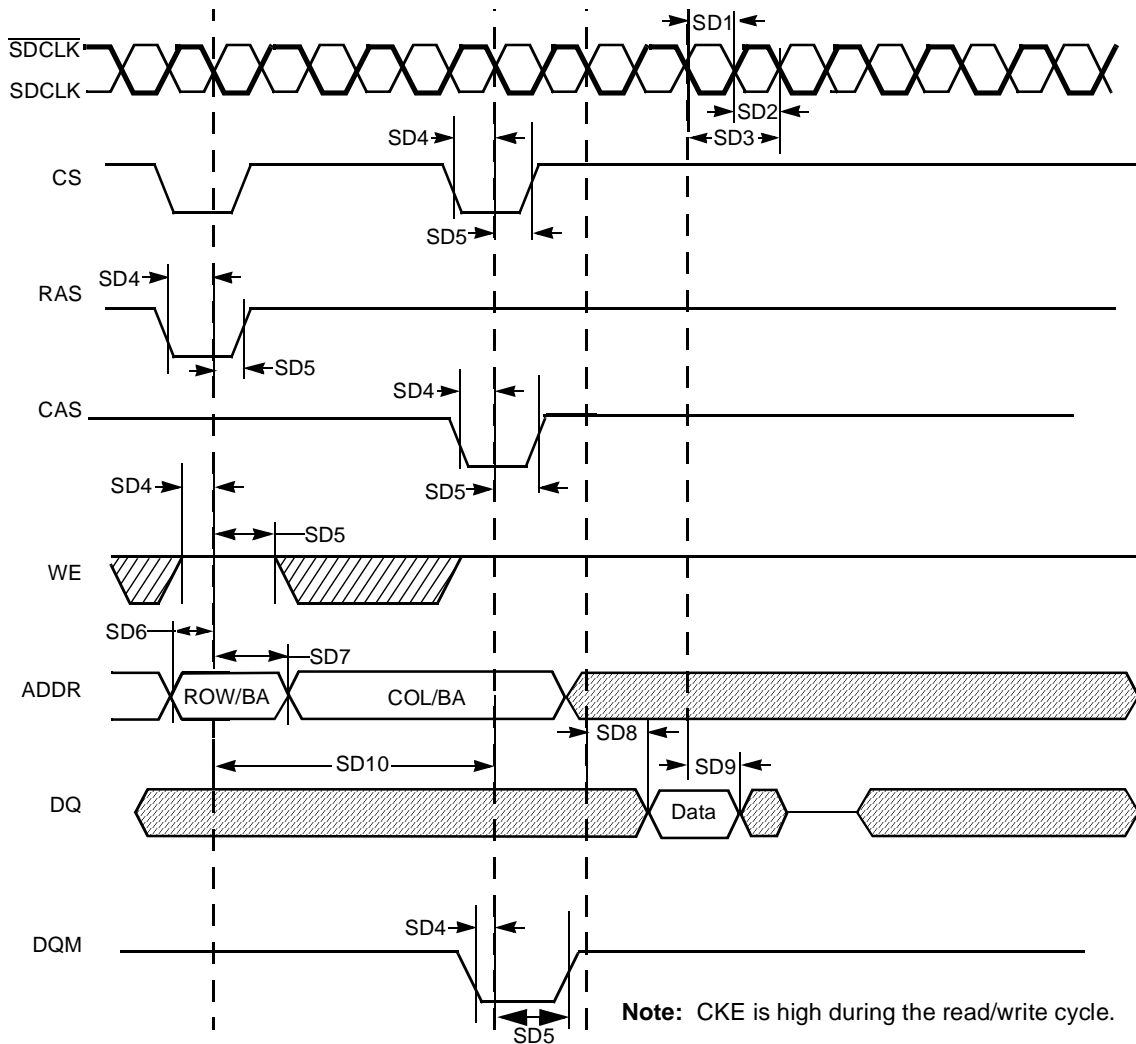 SD1
SDCLK
SDCLK
SD2
SD4
SD3
CS
SD5
SD4
RAS
SD5
SD4
CAS
SD4
SD5
SD5
WE
SD6
SD7
ADDR
ROW/BA
COL/BA
SD8
SD10
SD9
DQ
Data
SD4
DQM
Note: CKE is high during the read/write cycle.
SD5